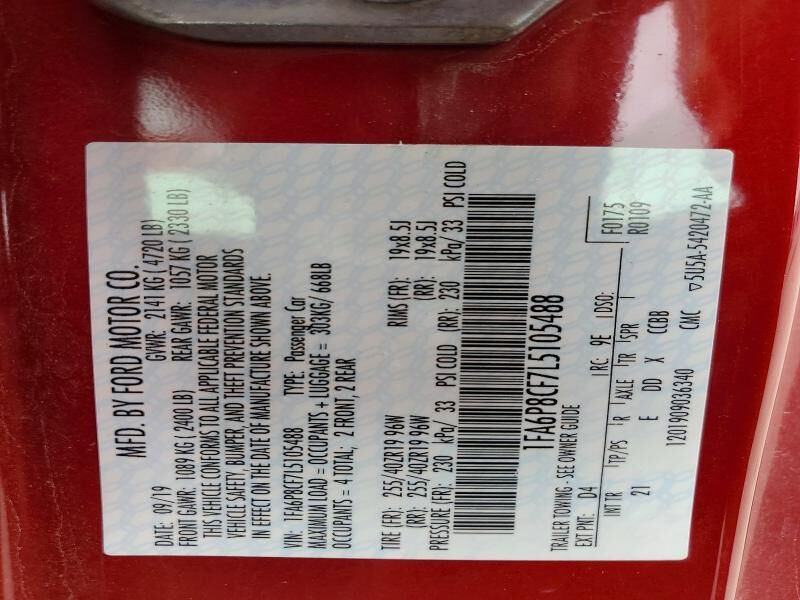 MFD. BY FORD MOTOR CO.
DATE: 09/19 GVWR: 2141 KG ( 4720 LB)
FRONT GAWR: 1089 KG ( 2400 LB) REAR GAWR: 1057 KG ( 2330 LB)
THIS VEHICLE CONFORMS TO ALL APPLICABLE FEDERAL MOTOR
VEHICLE SAFETY, BUMPER, AND THEFT PREVENTION STANDARDS
IN EFFECT ON THE DATE OF MANUFACTURE SHOWN ABOVE.
VIN: 1FA6P8CF7L5105488 TYPE: Passenger Car
MAXIMUM LOAD = OCCUPANTS + LUGGAGE = 303KG/ 668LB
OCCUPANTS = 4 TOTAL; 2 FRONT, 2 REAR
TIRE (FR): 255/40ZR19 96W RIMS (FR): 19x8.5J
(RR): 255/40ZR19 96W (RR): 19x8.5J
PRESSURE (FR): 230 kPa/ 33 PSI COLD (RR): 230 kPa/ 33 PSI COLD
1FA6P8CF7L5105488
TRAILER TOWING - SEE OWNER GUIDE
EXT PNT: D4 RC: 9E DSO: F0175
R0109
INT TR TP/PS R AXLE TR SPR
21 E DD X CCBB
1201909036340 CMC ▽5U5A-5420472-AA